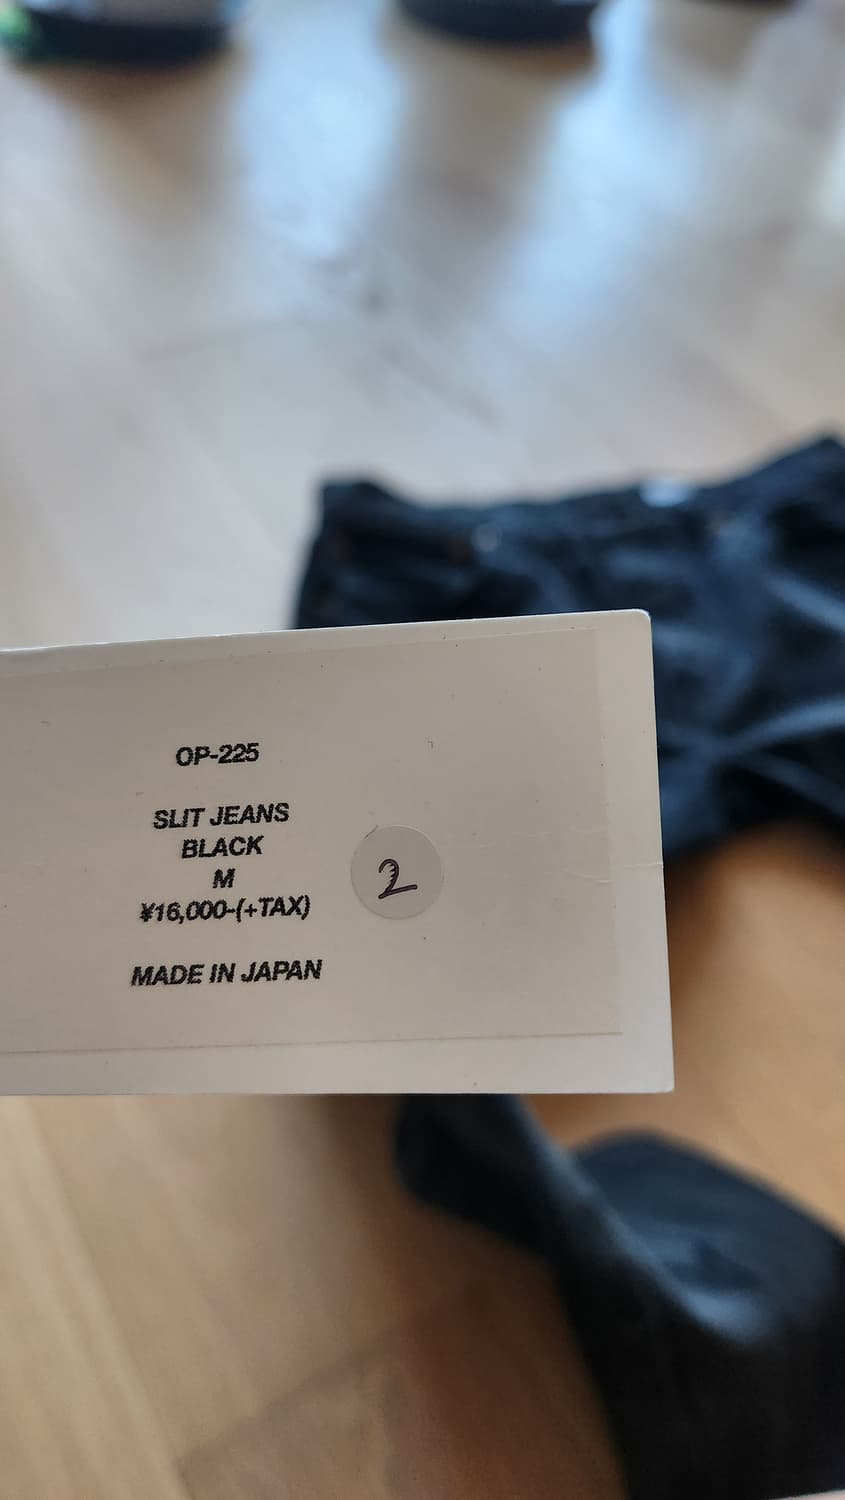 OP-225
SLIT JEANS
BLACK
M
¥16,000-(+TAX)
2
MADE IN JAPAN